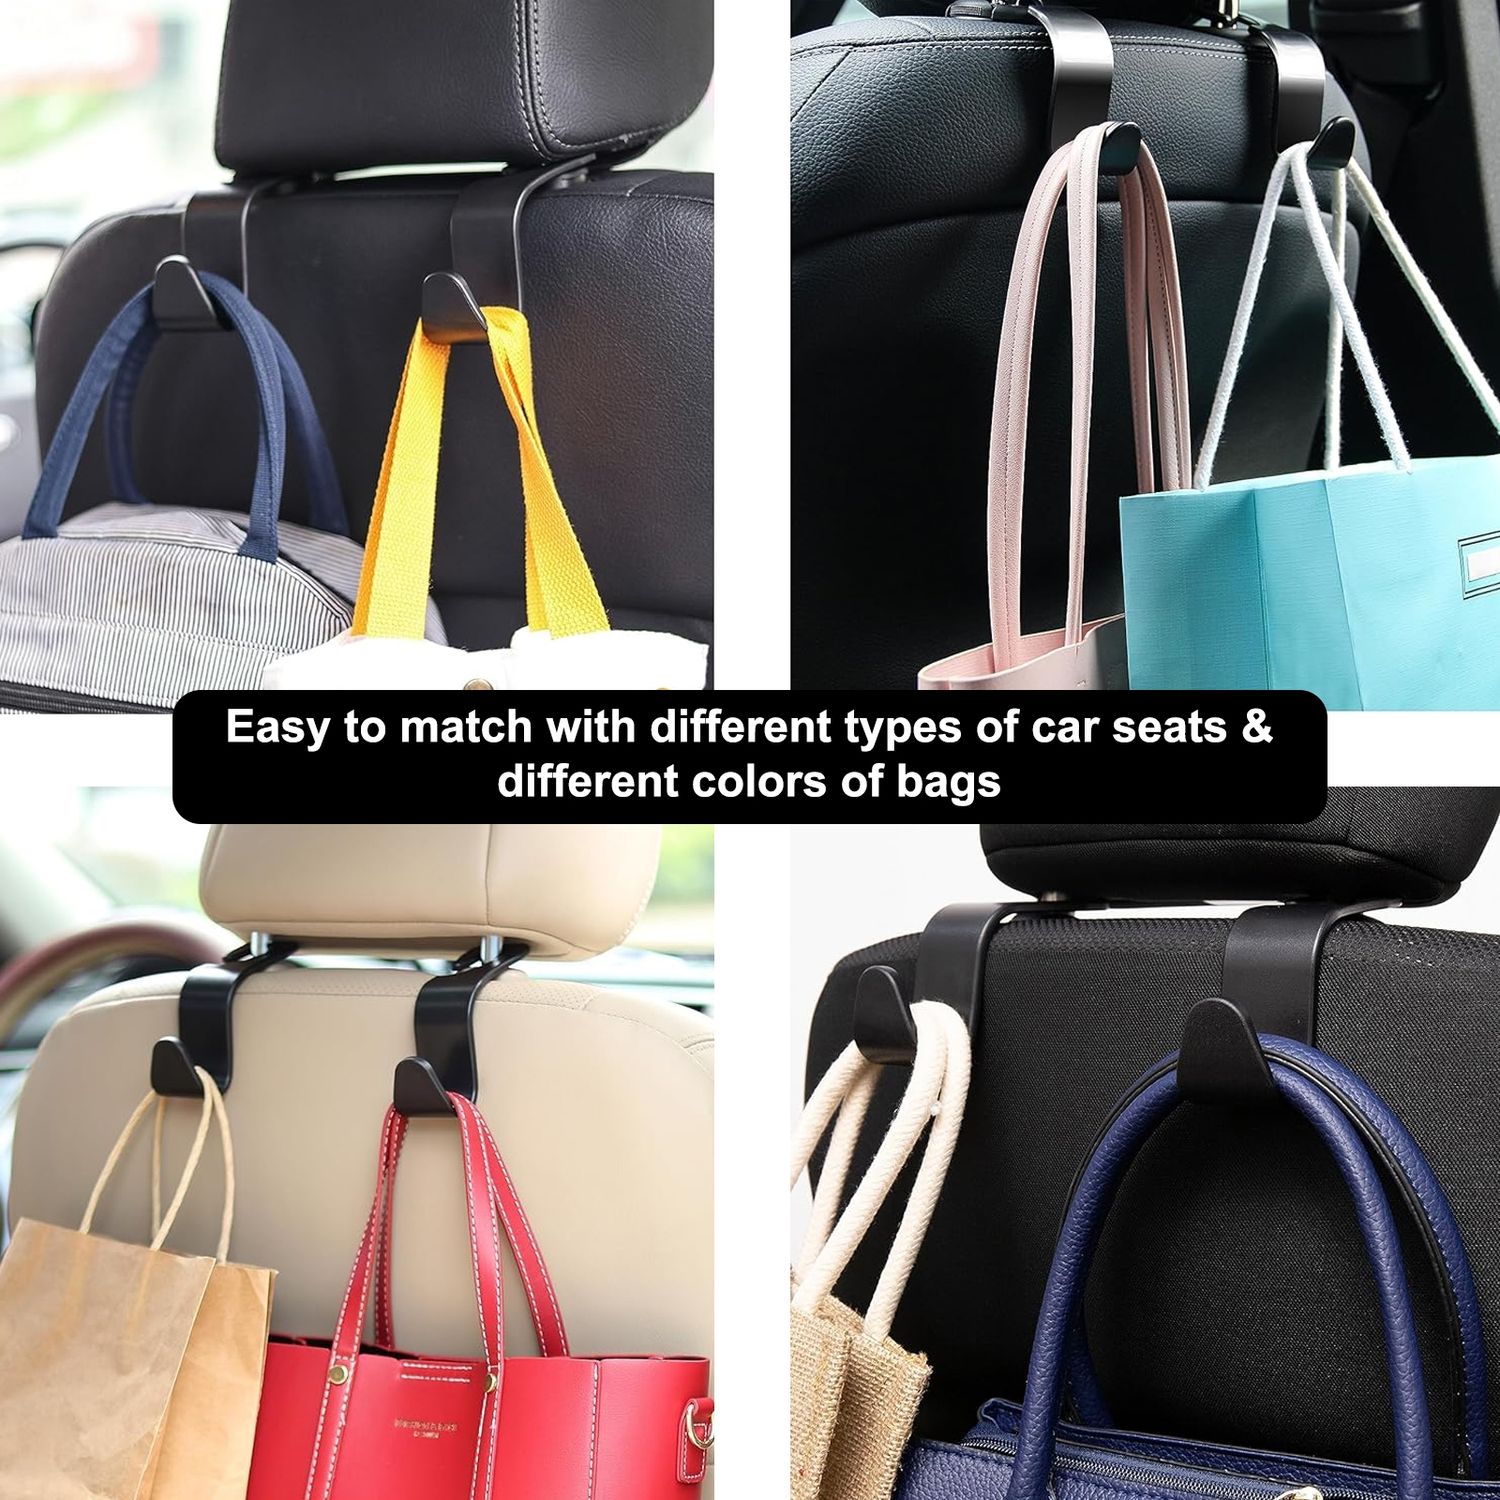 Easy to match with different types of car seats &
different colors of bags